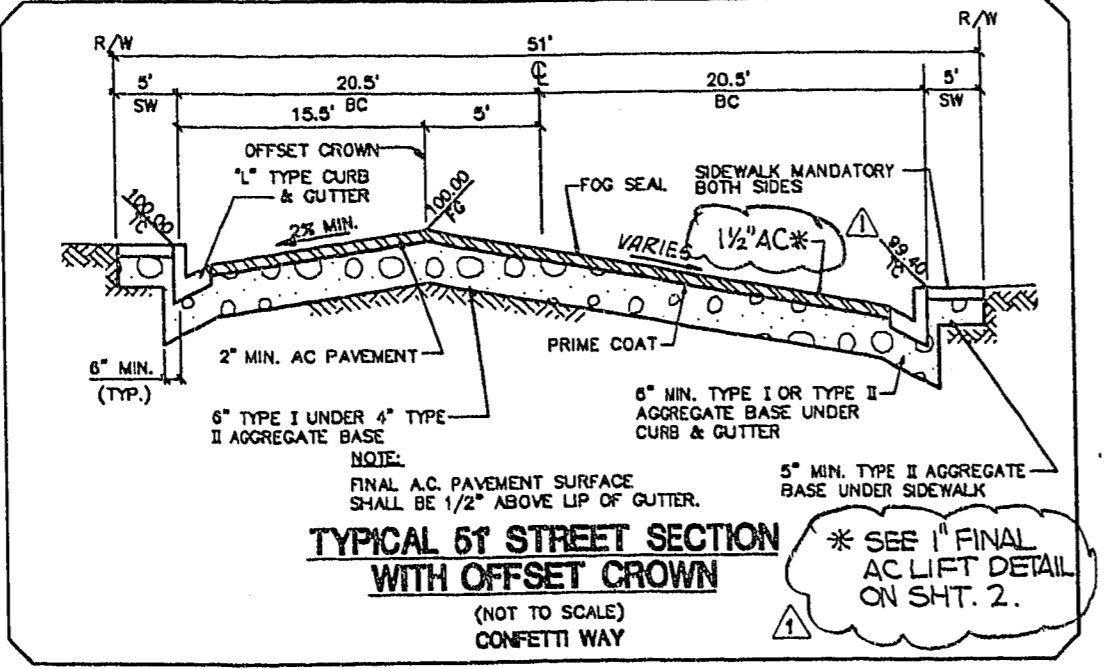 R/W
R/W
51'
℄
5'
SW
20.5'
BC
20.5'
BC
5'
SW
15.5'
5'
OFFSET CROWN
"L" TYPE CURB
& GUTTER
100.00
TC
100.00
FG
2% MIN.
FOG SEAL
SIDEWALK MANDATORY
BOTH SIDES
VARIES
1½" AC*
1
99.40
TC
6" MIN.
(TYP.)
2" MIN. AC PAVEMENT
PRIME COAT
6" TYPE I UNDER 4" TYPE
II AGGREGATE BASE
6" MIN. TYPE I OR TYPE II
AGGREGATE BASE UNDER
CURB & GUTTER
5" MIN. TYPE II AGGREGATE
BASE UNDER SIDEWALK
NOTE:
FINAL A.C. PAVEMENT SURFACE
SHALL BE 1/2" ABOVE LIP OF GUTTER.
TYPICAL 51' STREET SECTION
WITH OFFSET CROWN
(NOT TO SCALE)
CONFETTI WAY
* SEE 1" FINAL
AC LIFT DETAIL
ON SHT. 2.
1